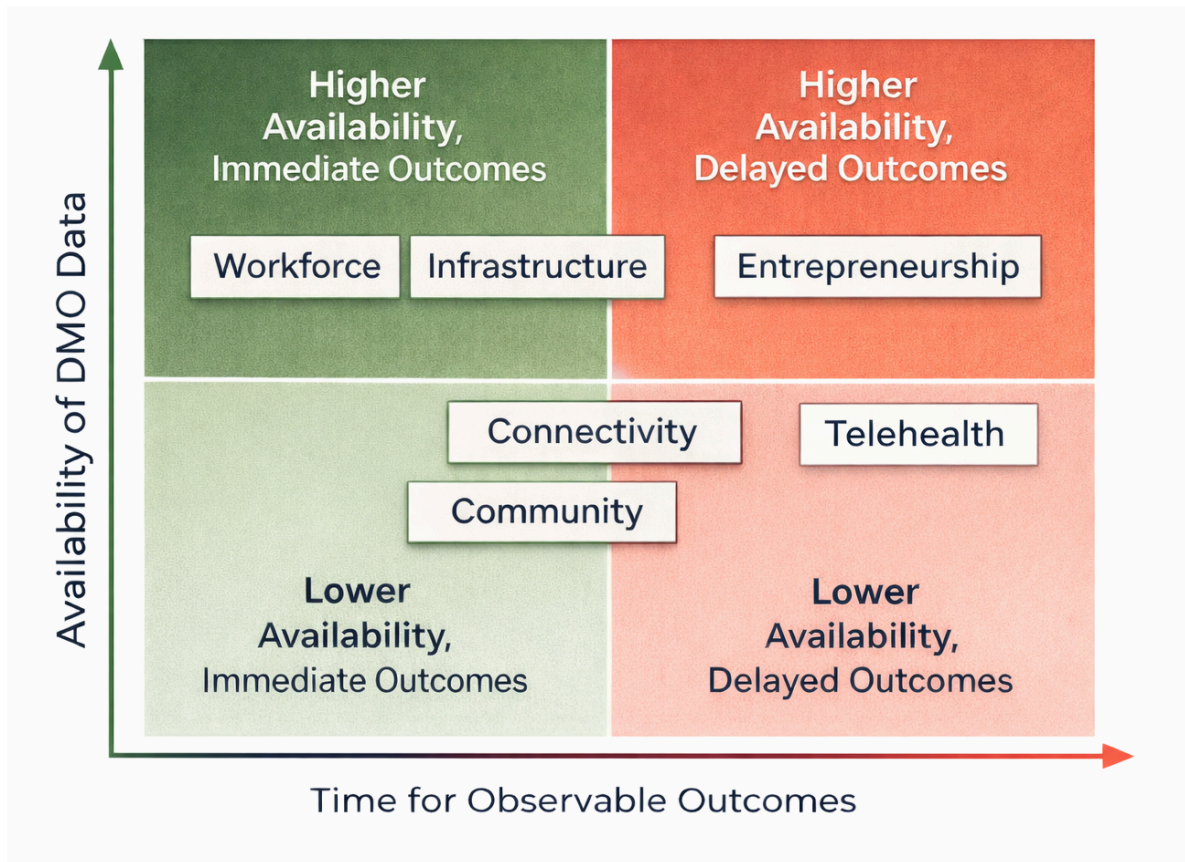 Higher
Availability,
Immediate Outcomes
Higher
Availability,
Delayed Outcomes
Workforce
Infrastructure
Entrepreneurship
Connectivity
Telehealth
Community
Lower
Availability,
Immediate Outcomes
Lower
Availability,
Delayed Outcomes
Availability of DMO Data
Time for Observable Outcomes